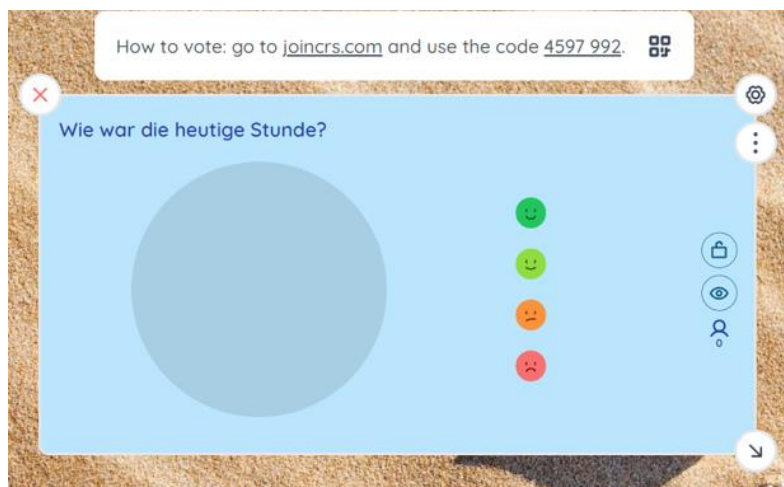 How to vote: go to joincrs.com and use the code 4597 992.
Wie war die heutige Stunde?
0